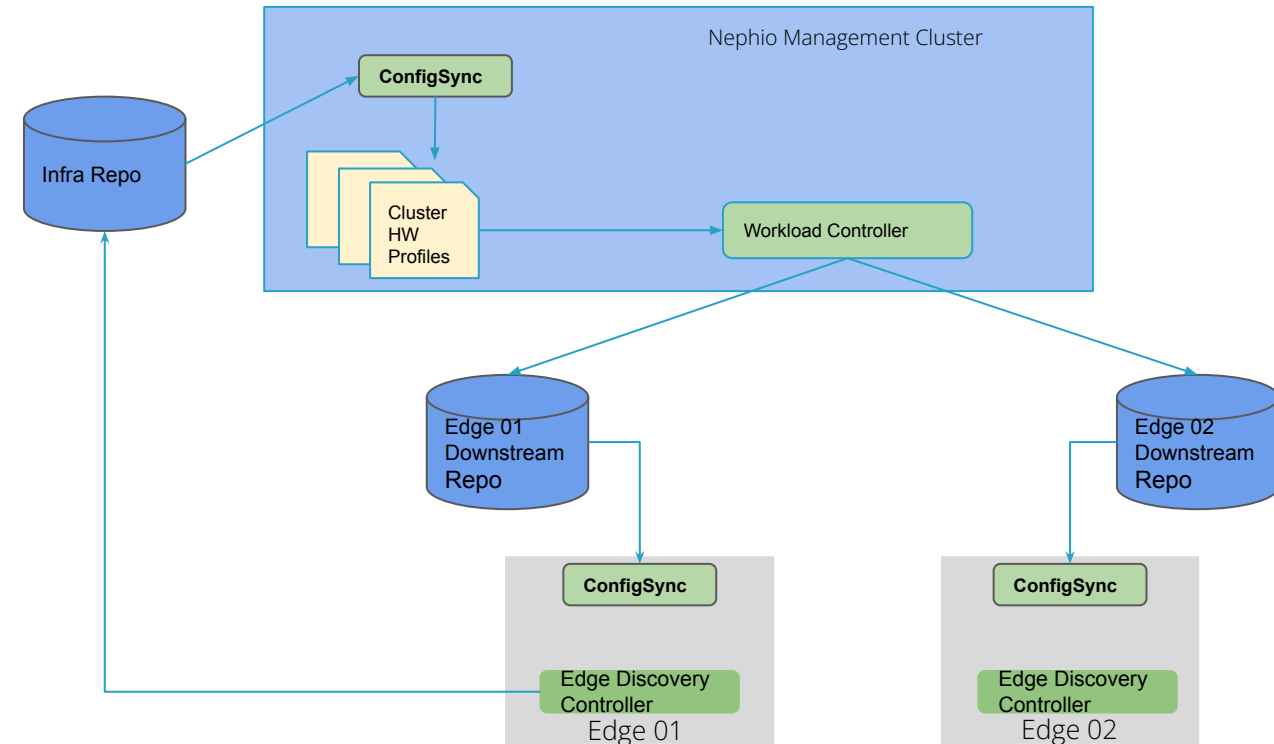 Nephio Management Cluster
ConfigSync
Infra Repo
Cluster
HW
Profiles
Workload Controller
Edge 01
Downstream
Repo
Edge 02
Downstream
Repo
ConfigSync
ConfigSync
Edge Discovery
Controller
Edge 01
Edge Discovery
Controller
Edge 02